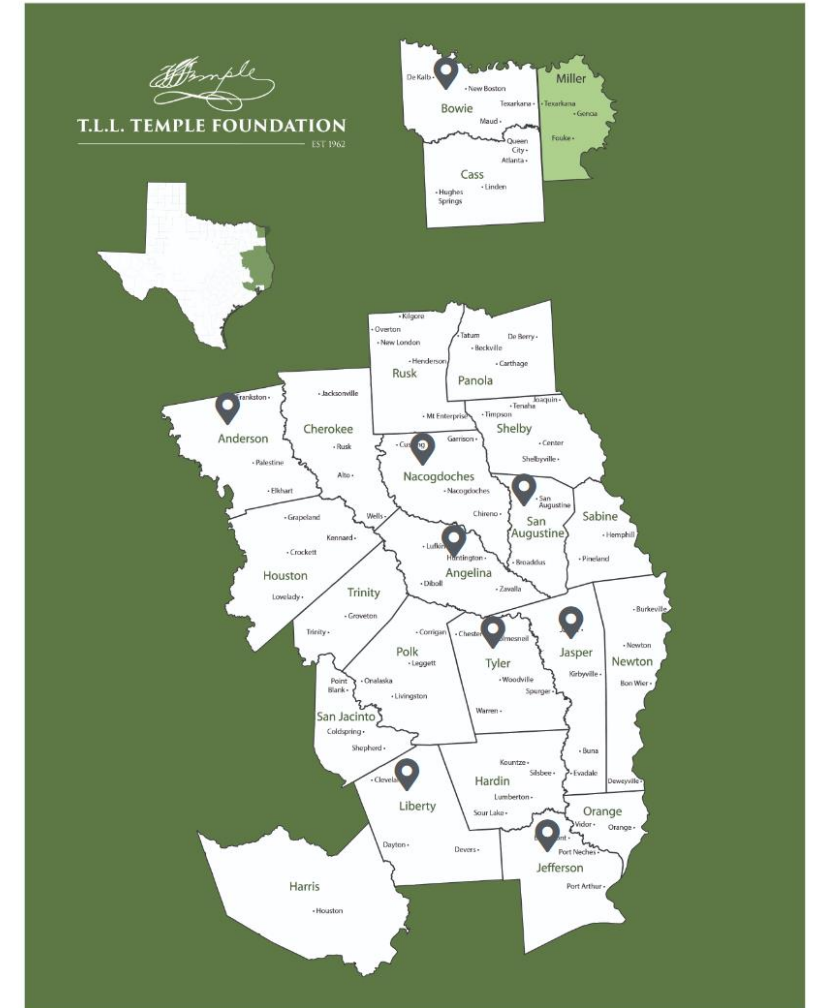 Temple
T.L.L. TEMPLE FOUNDATION
EST 1962
Miller
De Kalb
New Boston
Bowie
Texarkana
Texarkana
Genoa
Maud
Fouke
Queen
City
Atlanta
Cass
Linden
Hughes
Springs
Kilgore
Overton
New London
Henderson
Rusk
Mt Enterprise
Tatum
De Berry
Beckville
Carthage
Panola
Frankston
Anderson
Palestine
Elkhart
Jacksonville
Cherokee
Rusk
Alto
Wells
Joaquin
Tenaha
Timpson
Shelby
Center
Shelbyville
Garrison
Nacogdoches
Nacogdoches
Chireno
San
Augustine
San
Augustine
Broaddus
Sabine
Hemphill
Pineland
Grapeland
Kennard
Crockett
Houston
Lovelady
Lufkin
Huntington
Angelina
Diboll
Zavalla
Trinity
Groveton
Trinity
Corrigan
Polk
Leggett
Onalaska
Livingston
Chester
Tyler
Woodville
Spurger
Warren
Jasper
Kirbyville
Buna
Evadale
Burkeville
Newton
Newton
Bon Wier
Deweyville
Point
Blank
San Jacinto
Coldspring
Shepherd
Kountze
Silsbee
Hardin
Lumberton
Sour Lake
Liberty
Dayton
Devers
Orange
Vidor
Orange
Port Neches
Jefferson
Port Arthur
Harris
Houston